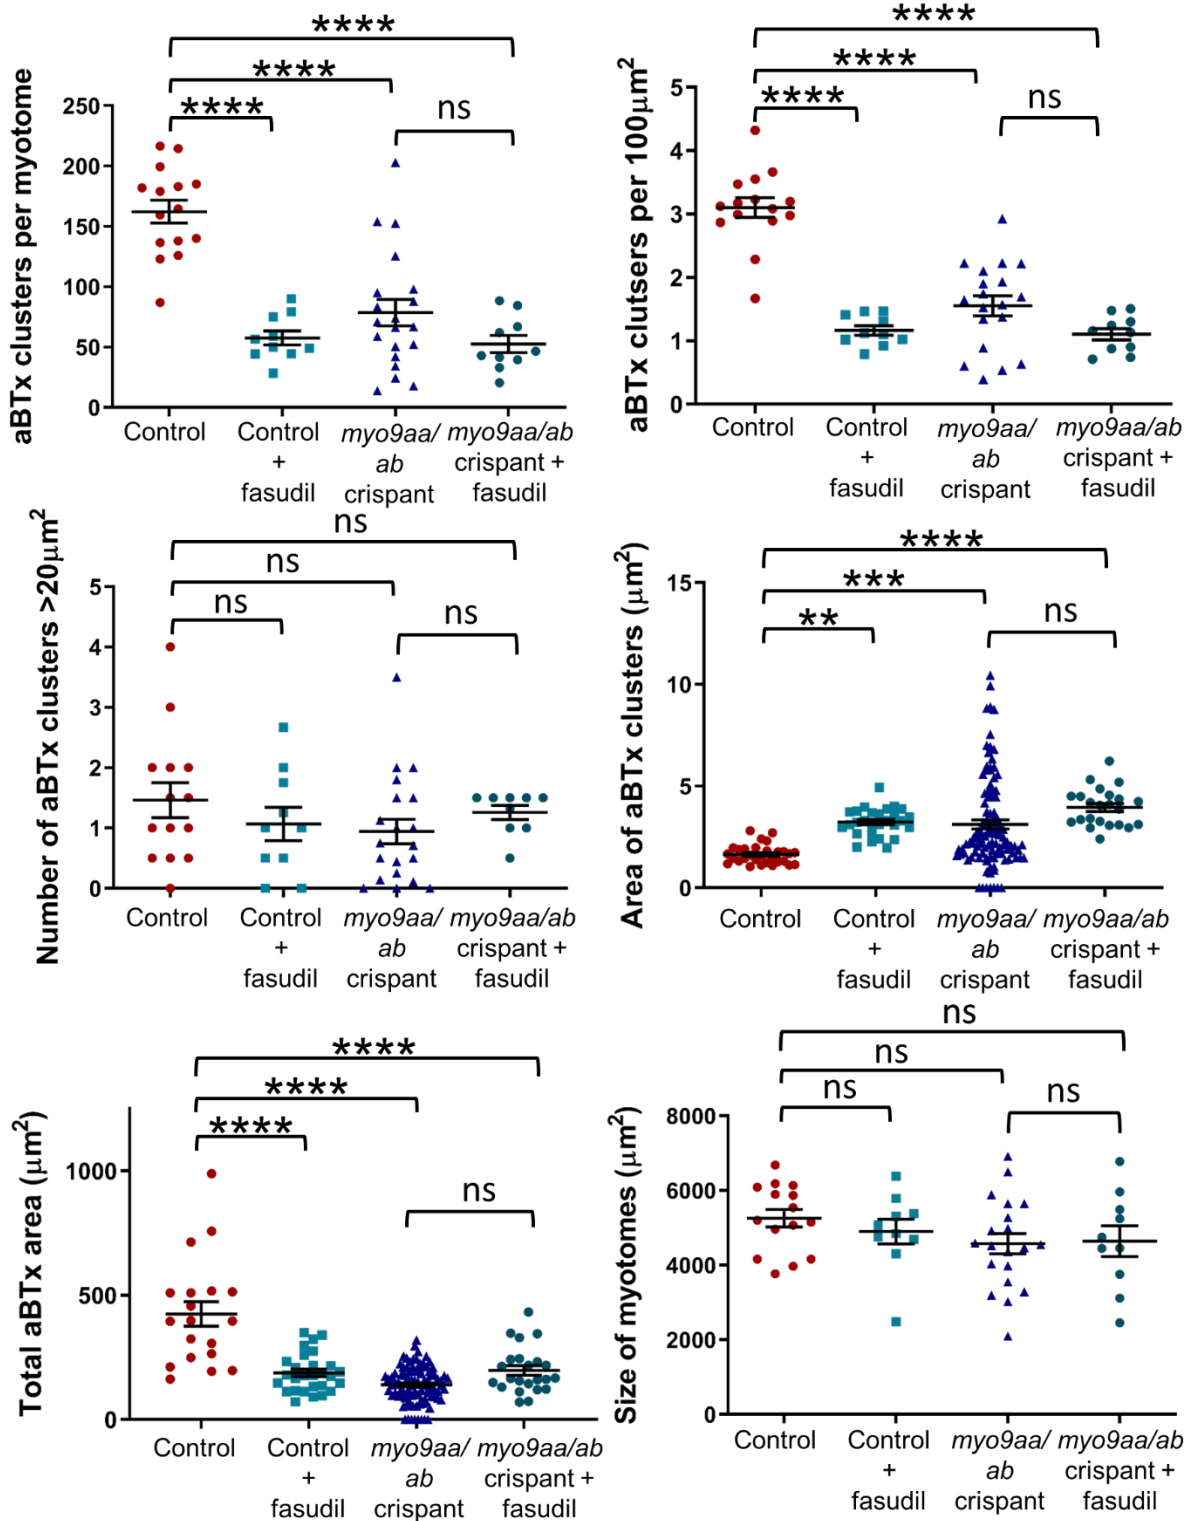 ****
****
****
ns
aBTx clusters per myotome
250
200
150
100
50
0
Control
Control
+
fasudil
myo9aa/
ab
crispant
myo9aa/ab
crispant +
fasudil
****
****
****
ns
aBTx clutsers per 100μm²
5
4
3
2
1
0
Control
Control
+
fasudil
myo9aa/
ab
crispant
myo9aa/ab
crispant +
fasudil
ns
ns
ns
ns
Number of aBTx clusters >20μm²
5
4
3
2
1
0
Control
Control
+
fasudil
myo9aa/
ab
crispant
myo9aa/ab
crispant +
fasudil
****
***
**
ns
Area of aBTx clusters (μm²)
15
10
5
0
Control
Control
+
fasudil
myo9aa/
ab
crispant
myo9aa/ab
crispant +
fasudil
****
****
****
ns
Total aBTx area (μm²)
1000
500
0
Control
Control
+
fasudil
myo9aa/
ab
crispant
myo9aa/ab
crispant +
fasudil
ns
ns
ns
ns
Size of myotomes (μm²)
8000
6000
4000
2000
0
Control
Control
+
fasudil
myo9aa/
ab
crispant
myo9aa/ab
crispant +
fasudil